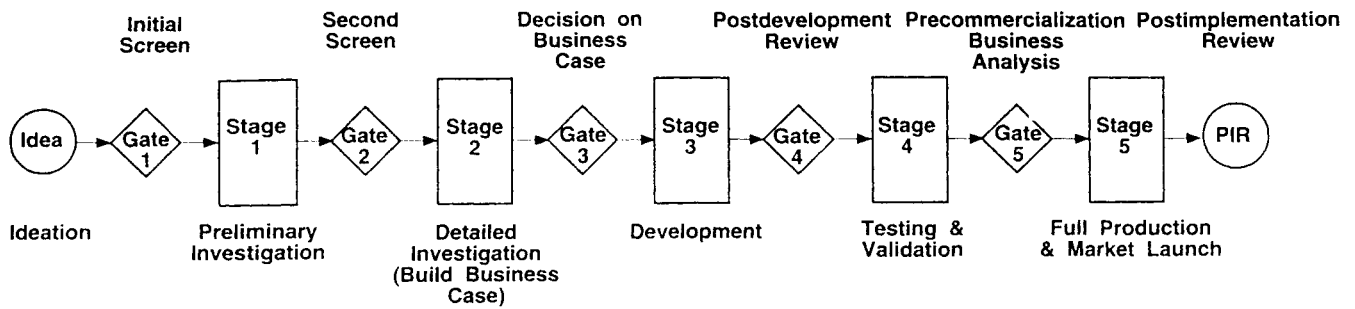 Initial
Screen
Second
Screen
Decision on
Business
Case
Postdevelopment
Review
Precommercialization
Business
Analysis
Postimplementation
Review
Idea
Gate
1
Stage
1
Gate
2
Stage
2
Gate
3
Stage
3
Gate
4
Stage
4
Gate
5
Stage
5
PIR
Ideation
Preliminary
Investigation
Detailed
Investigation
(Build Business
Case)
Development
Testing &
Validation
Full Production
& Market Launch